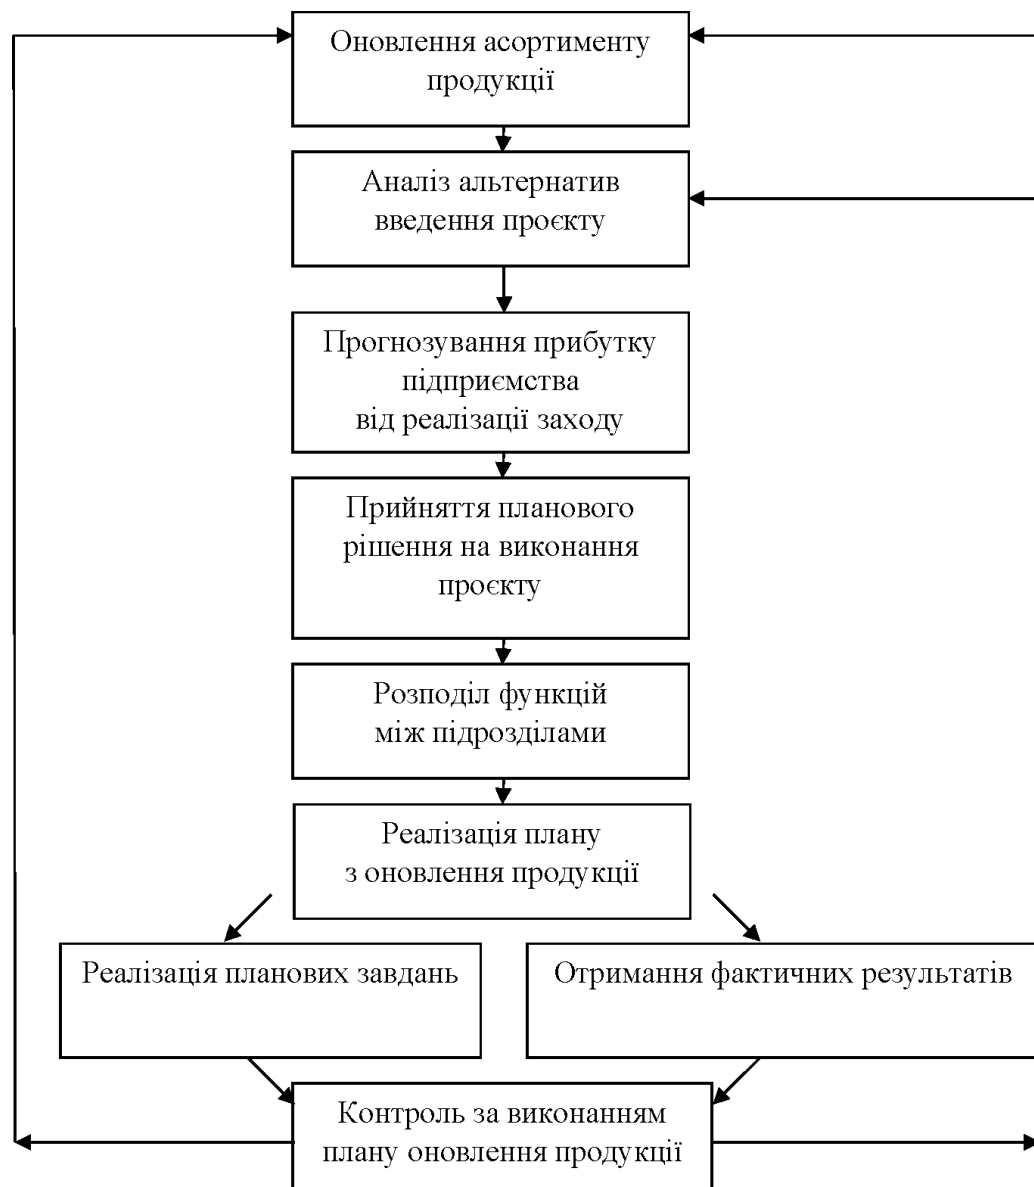 Оновлення асортименту
продукції
Аналіз альтернатив
введення проєкту
Прогнозування прибутку
підприємства
від реалізації заходу
Прийняття планового
рішення на виконання
проєкту
Розподіл функцій
між підрозділами
Реалізація плану
з оновлення продукції
Реалізація планових завдань
Отримання фактичних результатів
Контроль за виконанням
плану оновлення продукції